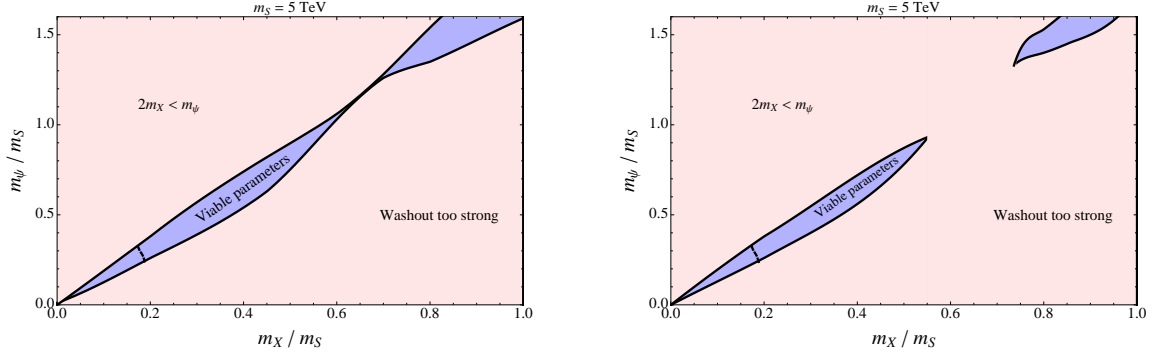 m_S = 5 TeV
1.5
1.0
0.5
0.0
m_ψ / m_S
2m_X < m_ψ
Viable parameters
Washout too strong
0.0 0.2 0.4 0.6 0.8 1.0
m_X / m_S
m_S = 5 TeV
1.5
1.0
0.5
0.0
m_ψ / m_S
2m_X < m_ψ
Viable parameters
Washout too strong
0.0 0.2 0.4 0.6 0.8 1.0
m_X / m_S